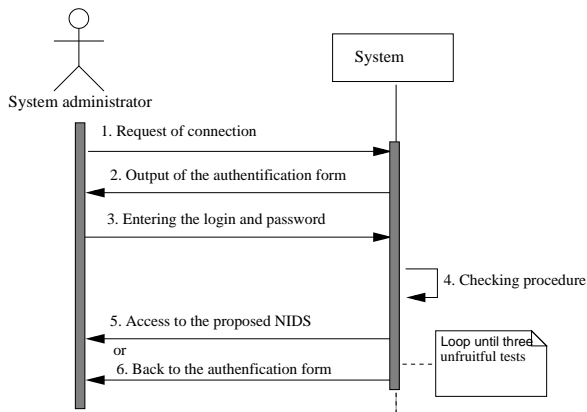 System
System administrator
1. Request of connection
2. Output of the authentification form
3. Entering the login and password
4. Checking procedure
5. Access to the proposed NIDS
or
6. Back to the authenfication form
Loop until three
unfruitful tests